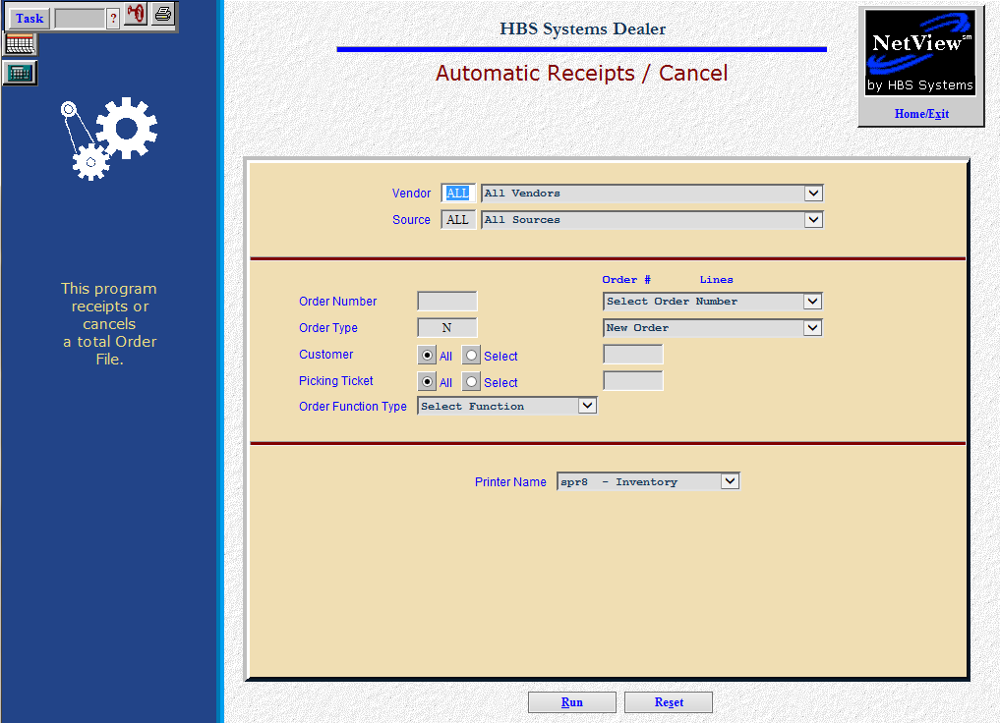 Task ?
HBS Systems Dealer
Automatic Receipts / Cancel
NetView SM
by HBS Systems
Home/Exit
This program
receipts or
cancels
a total Order
File.
Vendor ALL All Vendors
Source ALL All Sources
Order # Lines
Order Number Select Order Number
Order Type N New Order
Customer All Select
Picking Ticket All Select
Order Function Type Select Function
Printer Name spr8 - Inventory
Run Reset